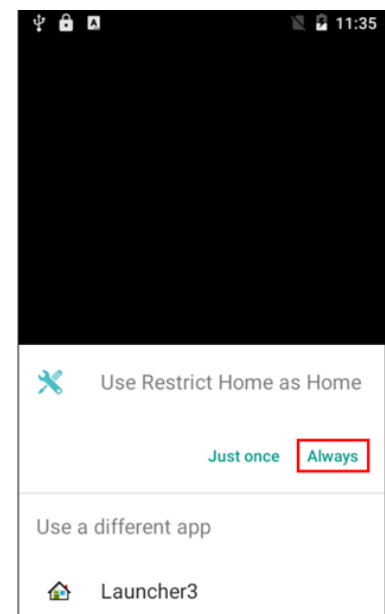 11:35
Use Restrict Home as Home
Just once Always
Use a different app
Launcher3